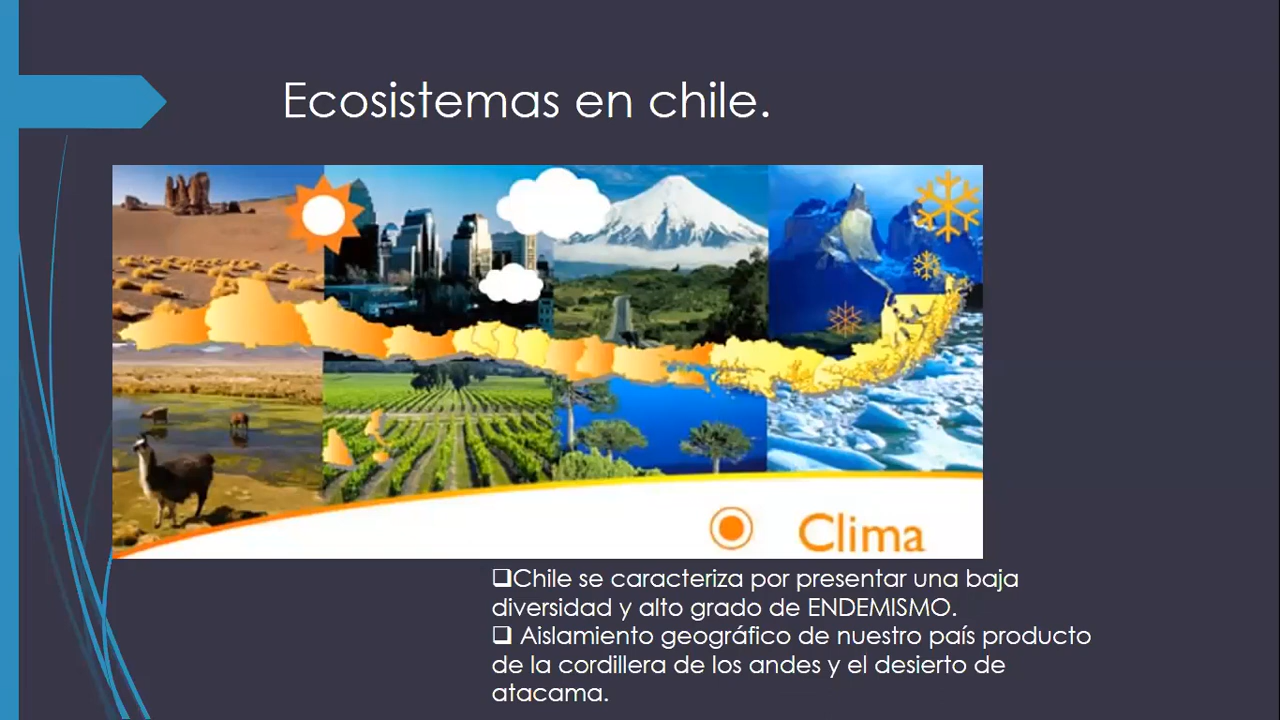 Ecosistemas en chile.
Clima
❑Chile se caracteriza por presentar una baja
diversidad y alto grado de ENDEMISMO.
❑ Aislamiento geográfico de nuestro país producto
de la cordillera de los andes y el desierto de
atacama.